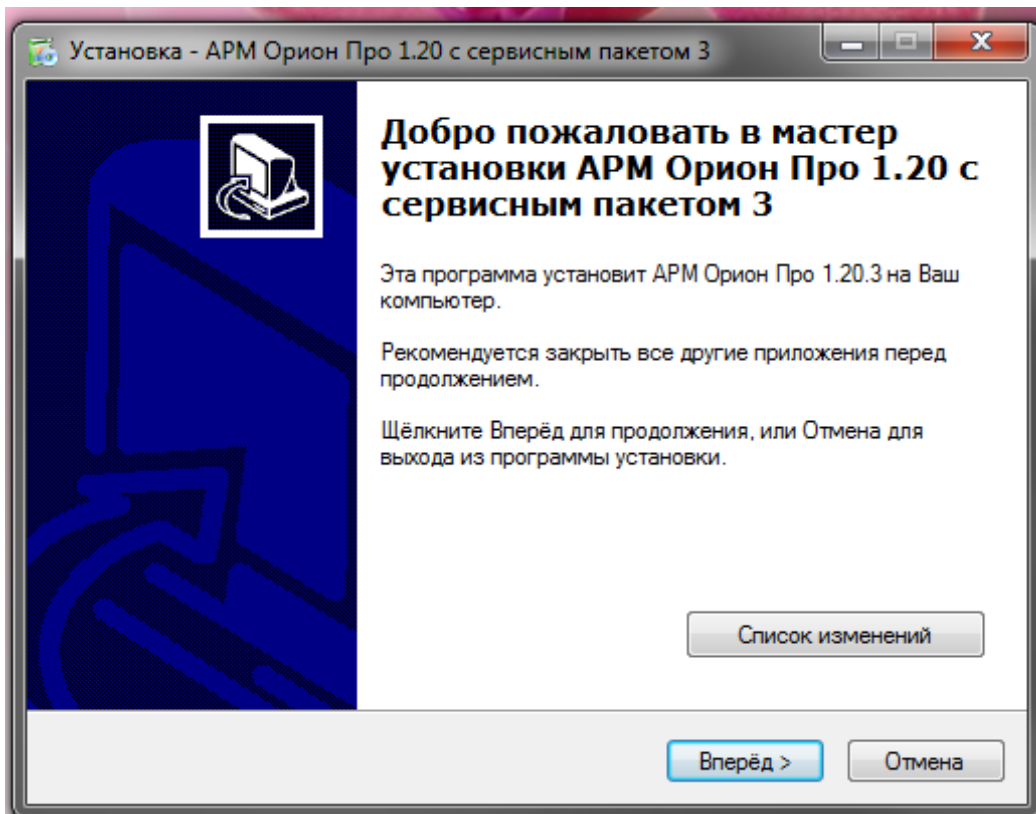 Установка - АРМ Орион Про 1.20 с сервисным пакетом 3
Добро пожаловать в мастер
установки АРМ Орион Про 1.20 с
сервисным пакетом 3
Эта программа установит АРМ Орион Про 1.20.3 на Ваш
компьютер.
Рекомендуется закрыть все другие приложения перед
продолжением.
Щёлкните Вперёд для продолжения, или Отмена для
выхода из программы установки.
Список изменений
Вперёд >
Отмена